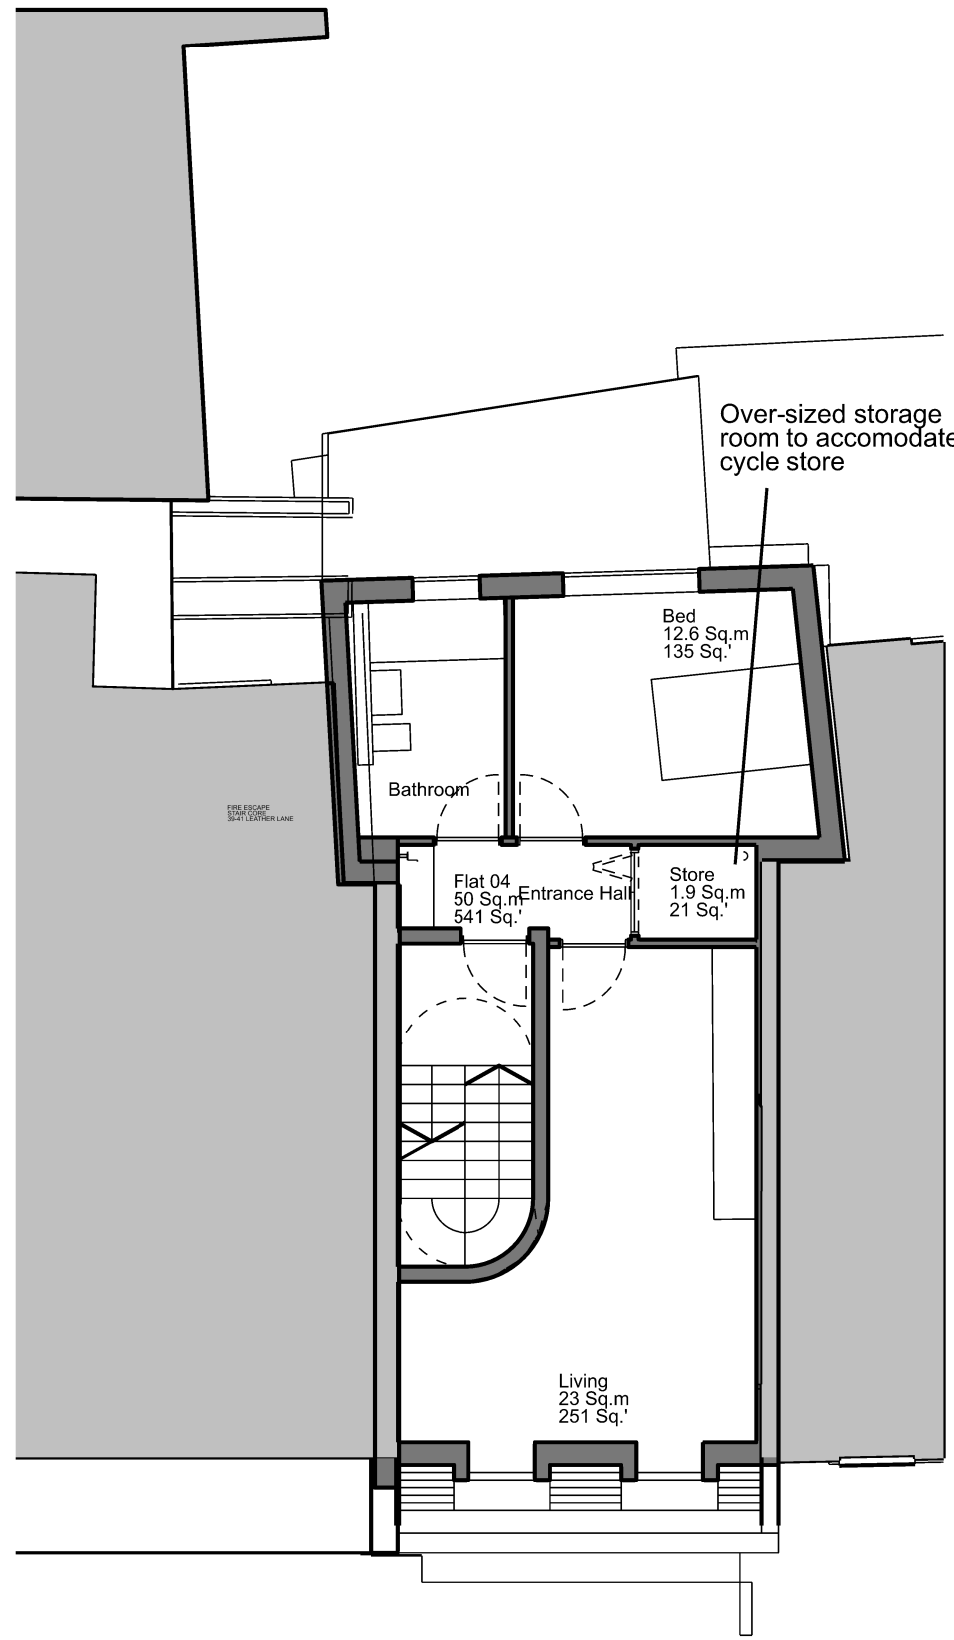 Over-sized storage
room to accomodate
cycle store
Bed
12.6 Sq.m
135 Sq.'
Bathroom
FIRE ESCAPE
STAIR CORE
39-41 LEATHER LANE
Flat 04
50 Sq.m
541 Sq.'
Entrance Hall
Store
1.9 Sq.m
21 Sq.'
Living
23 Sq.m
251 Sq.'